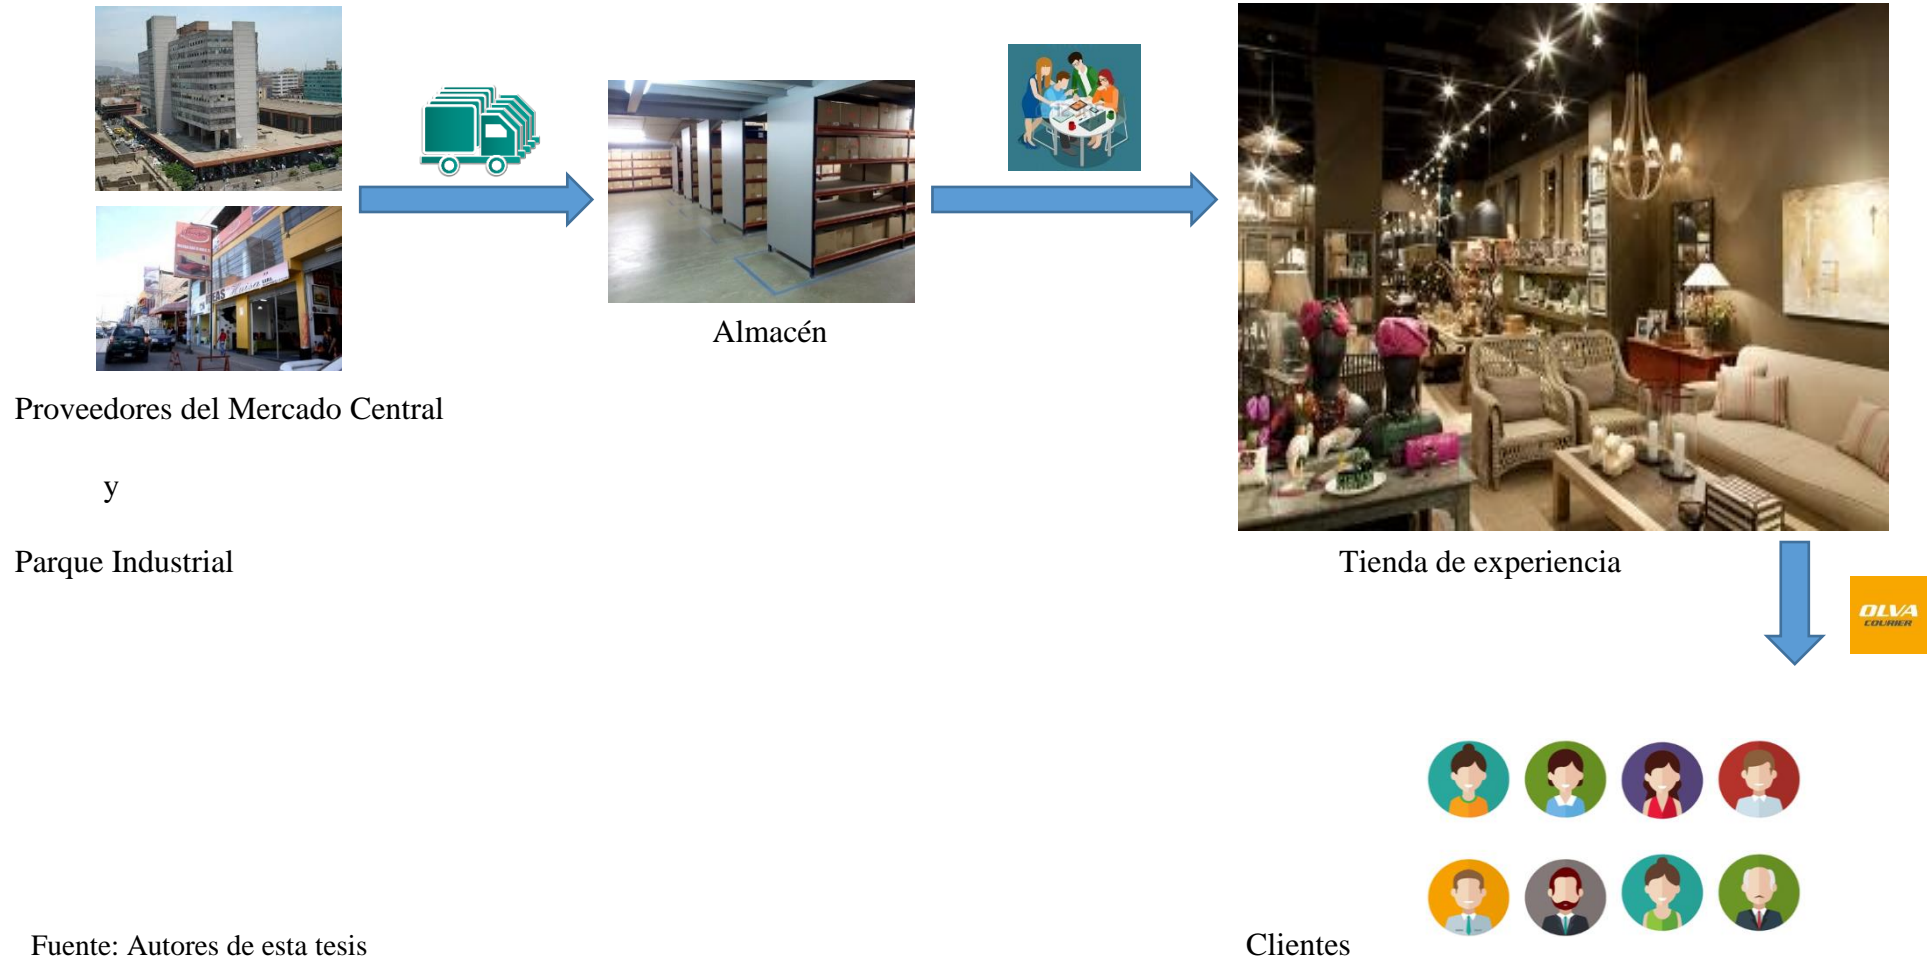 Almacén
Proveedores del Mercado Central
y
Parque Industrial
Tienda de experiencia
OLVA
COURIER
Clientes
Fuente: Autores de esta tesis